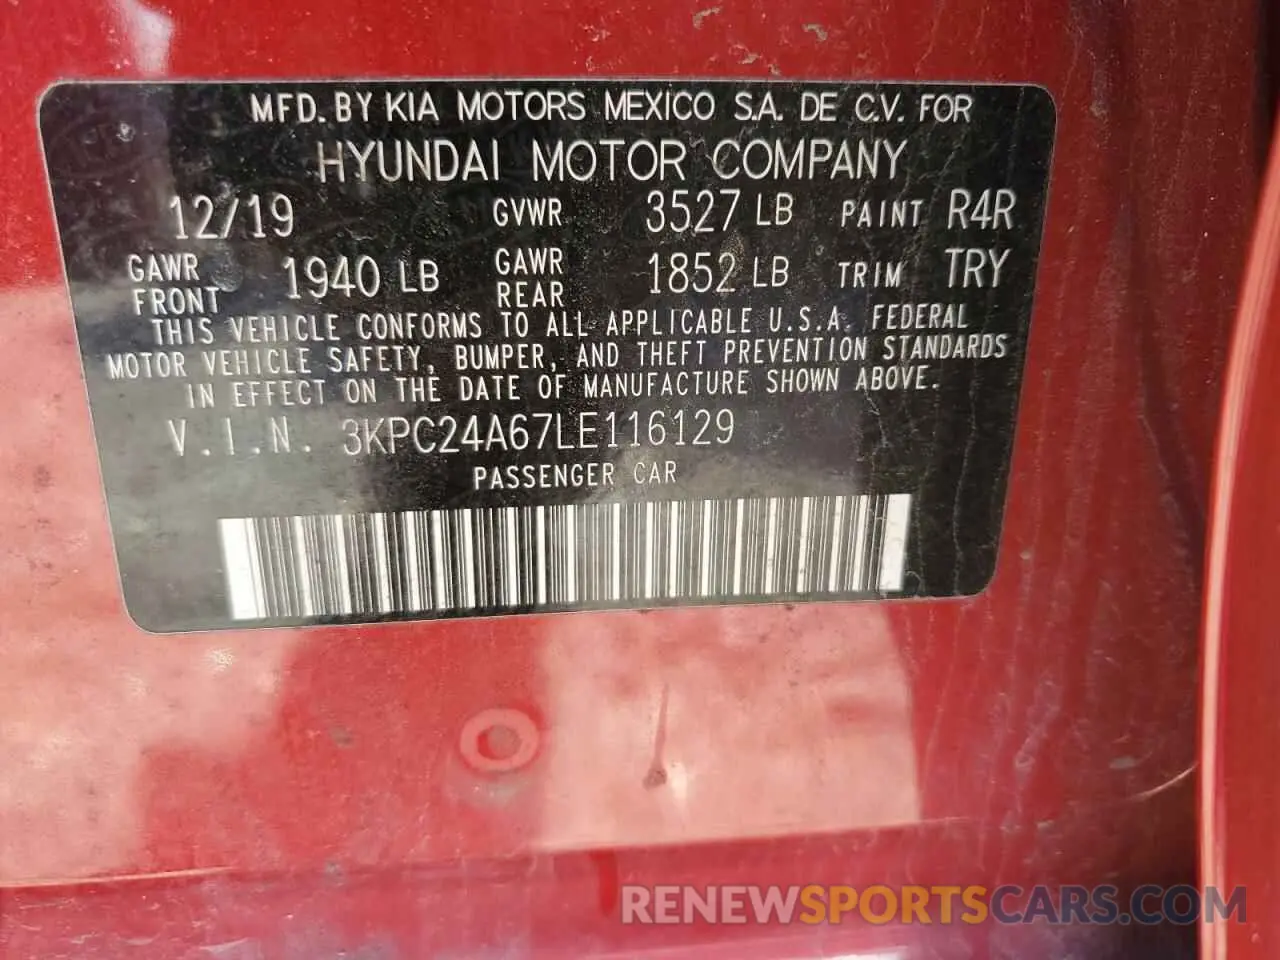 MFD. BY KIA MOTORS MEXICO S.A. DE C.V. FOR
HYUNDAI MOTOR COMPANY
12/19 GVWR 3527 LB PAINT R4R
GAWR FRONT 1940 LB GAWR REAR 1852 LB TRIM TRY
THIS VEHICLE CONFORMS TO ALL APPLICABLE U.S.A. FEDERAL
MOTOR VEHICLE SAFETY, BUMPER, AND THEFT PREVENTION STANDARDS
IN EFFECT ON THE DATE OF MANUFACTURE SHOWN ABOVE.
V.I.N. 3KPC24A67LE116129
PASSENGER CAR
RENEWSPORTSCARS.COM